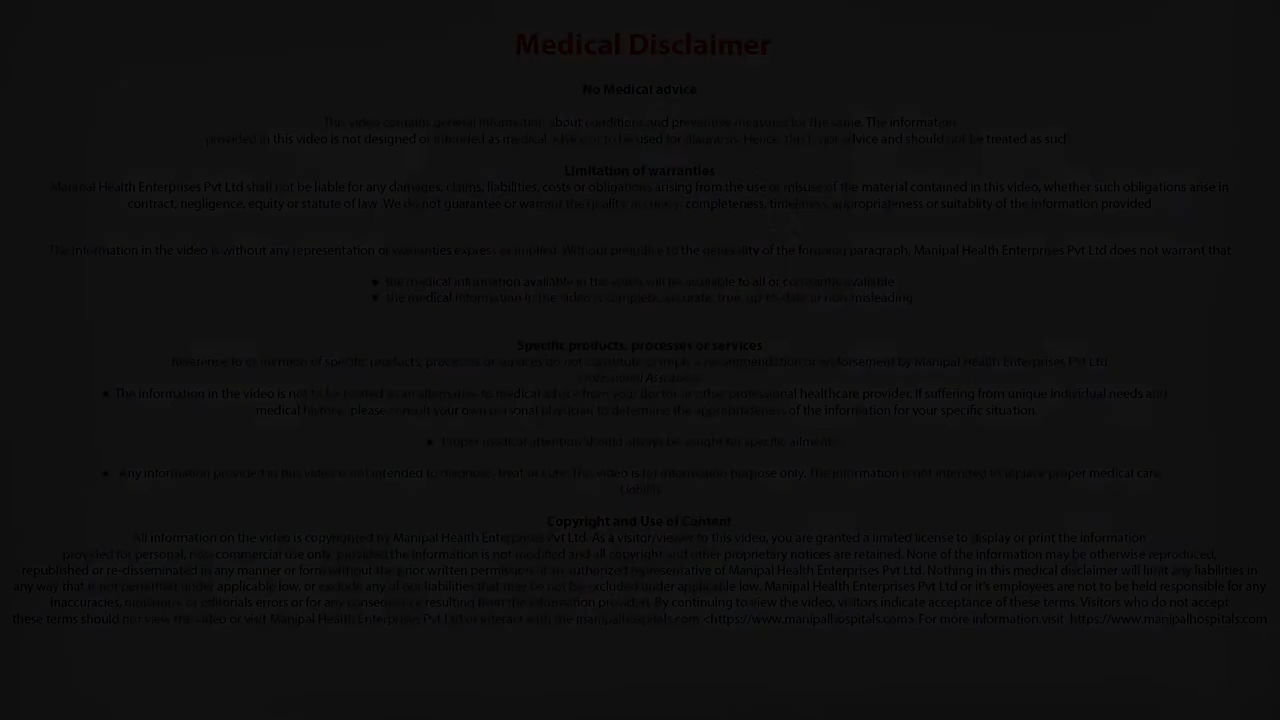 Medical Disclaimer
No Medical advice
This video contains general information about conditions and preventive measures for the same. The information
provided in this video is not designed or intended as medical advice or to be used for diagnosis. Hence, this is not advice and should not be treated as such
Limitation of warranties
Manipal Health Enterprises Pvt Ltd shall not be liable for any damages, claims, liabilities, costs or obligations arising from the use or misuse of the material contained in this video, whether such obligations arise in
contract, negligence, equity or statute of law .We do not guarantee or warrant the quality, accuracy, completeness, timeliness, appropriateness or suitablity of the information provided
The information in the video is without any representation or warranties express or implied. Without prejudice to the generality of the forgoing paragraph, Manipal Health Enterprises Pvt Ltd does not warrant that
• the medical information available in the video will be available to all or constantly available
• the medical information in the video is complete, accurate, true, up-to-date or non-misleading
Specific products, processes or services
Reference to or mention of specific products, processes or services do not constitute or imply a recommendation or endorsement by Manipal Health Enterprises Pvt Ltd
Professional Assistance
• The information in the video is not to be treated as an alternative to medical advice from your doctor or other professional healthcare provider. If suffering from unique individual needs and
medical history, please consult your own personal physician to determine the appropriateness of the information for your specific situation.
• Proper medical attention should always be sought for specific ailments
• Any information provided in this video is not intended to diagnose, treat or cure. This video is for information purpose only. The information is not intended to replace proper medical care
Liability
Copyright and Use of Content
All information on the video is copyrighted by Manipal Health Enterprises Pvt Ltd. As a visitor/viewer to this video, you are granted a limited license to display or print the information
provided for personal, non-commercial use only, provided the information is not modified and all copyright and other proprietary notices are retained. None of the information may be otherwise reproduced,
republished or re-disseminated in any manner or form without the prior written permission of an authorized representative of Manipal Health Enterprises Pvt Ltd. Nothing in this medical disclaimer will limit any liabilities in
any way that is not permitted under applicable low, or exclude any of our liabilities that may be not be excluded under applicable low. Manipal Health Enterprises Pvt Ltd or it's employees are not to be held responsible for any
inaccuracies, omissions or editorials errors or for any consequence resulting from the information provided. By continuing to view the video, visitors indicate acceptance of these terms. Visitors who do not accept
these terms should not view the video or visit Manipal Health Enterprises Pvt Ltd or interact with the manipalhospitals.com <https://www.manipalhospitals.com> For more information visit https://www.manipalhospitals.com